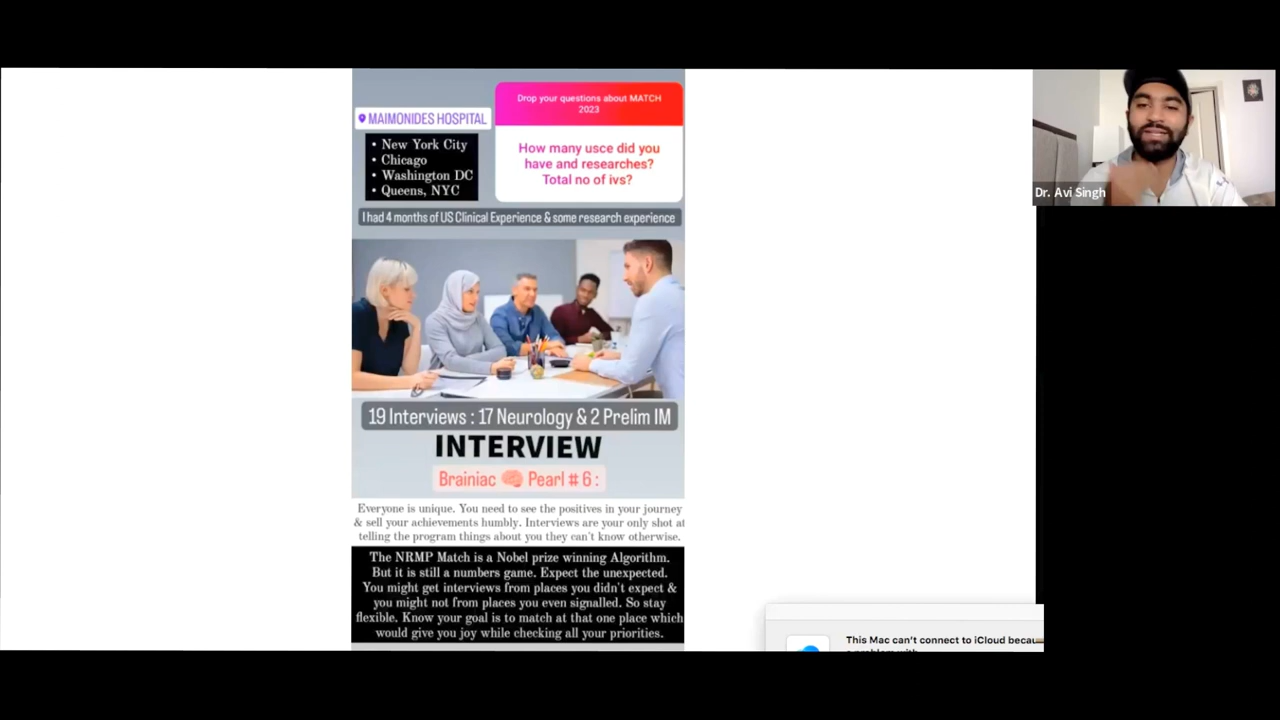 Drop your questions about MATCH
2023
MAIMONIDES HOSPITAL
• New York City
• Chicago
• Washington DC
• Queens, NYC
How many usce did you
have and researches?
Total no of ivs?
I had 4 months of US Clinical Experience & some research experience
19 Interviews : 17 Neurology & 2 Prelim IM
INTERVIEW
Brainiac 🧠 Pearl # 6 :
Everyone is unique. You need to see the positives in your journey
& sell your achievements humbly. Interviews are your only shot at
telling the program things about you they can't know otherwise.
The NRMP Match is a Nobel prize winning Algorithm.
But it is still a numbers game. Expect the unexpected.
You might get interviews from places you didn't expect &
you might not from places you even signalled. So stay
flexible. Know your goal is to match at that one place which
would give you joy while checking all your priorities.
Dr. Avi Singh
This Mac can't connect to iCloud